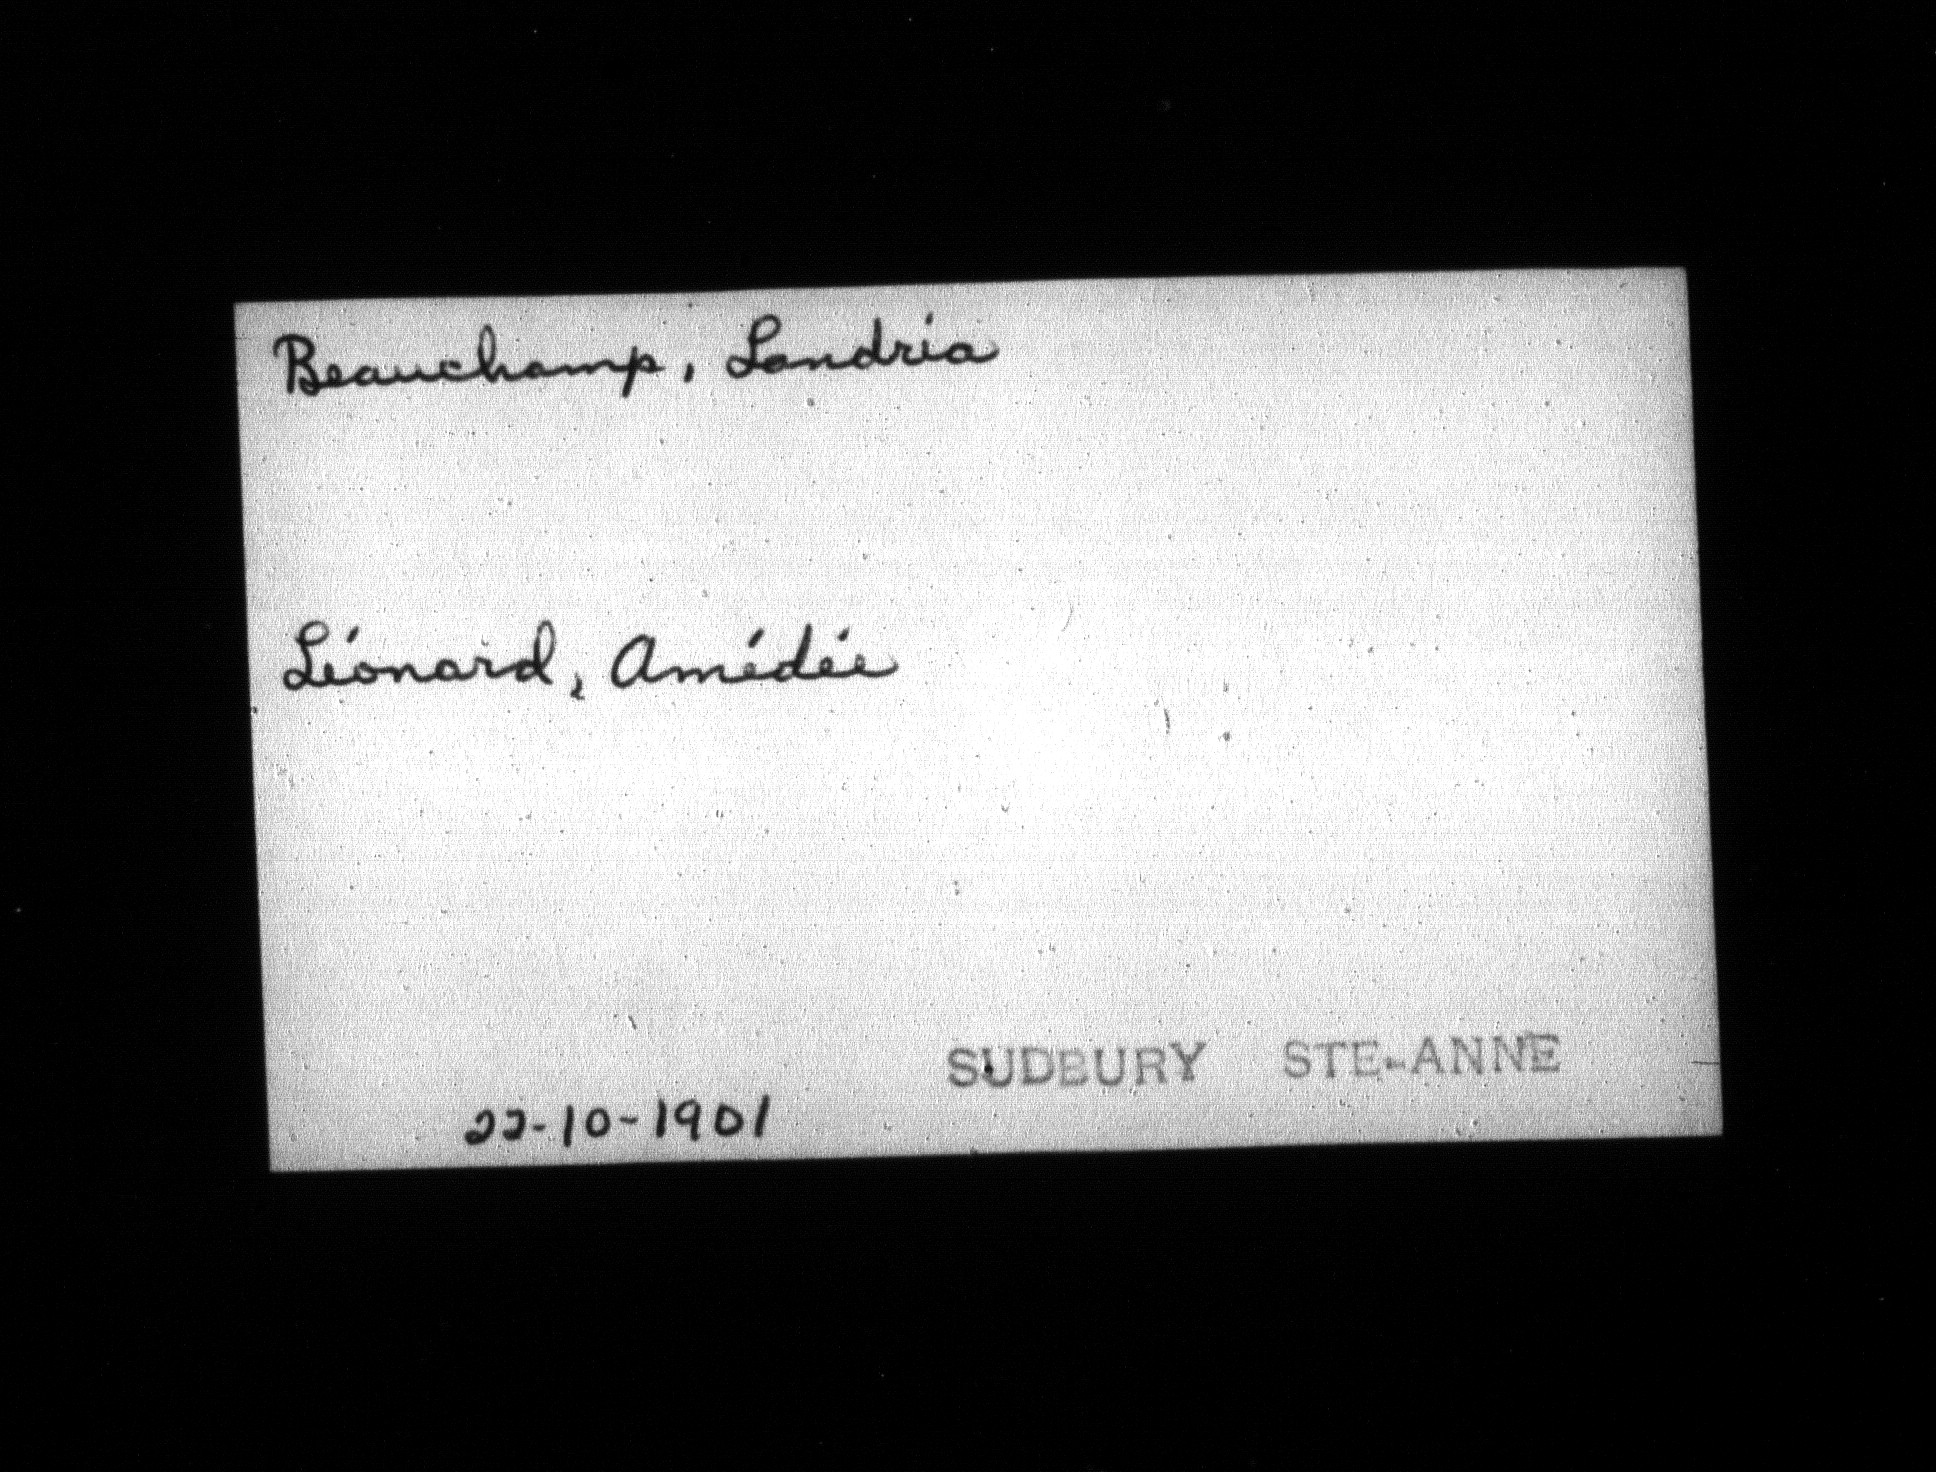 Beauchamp, Landria
Léonard, Amédée
SUDBURY STE-ANNE
22-10-1901